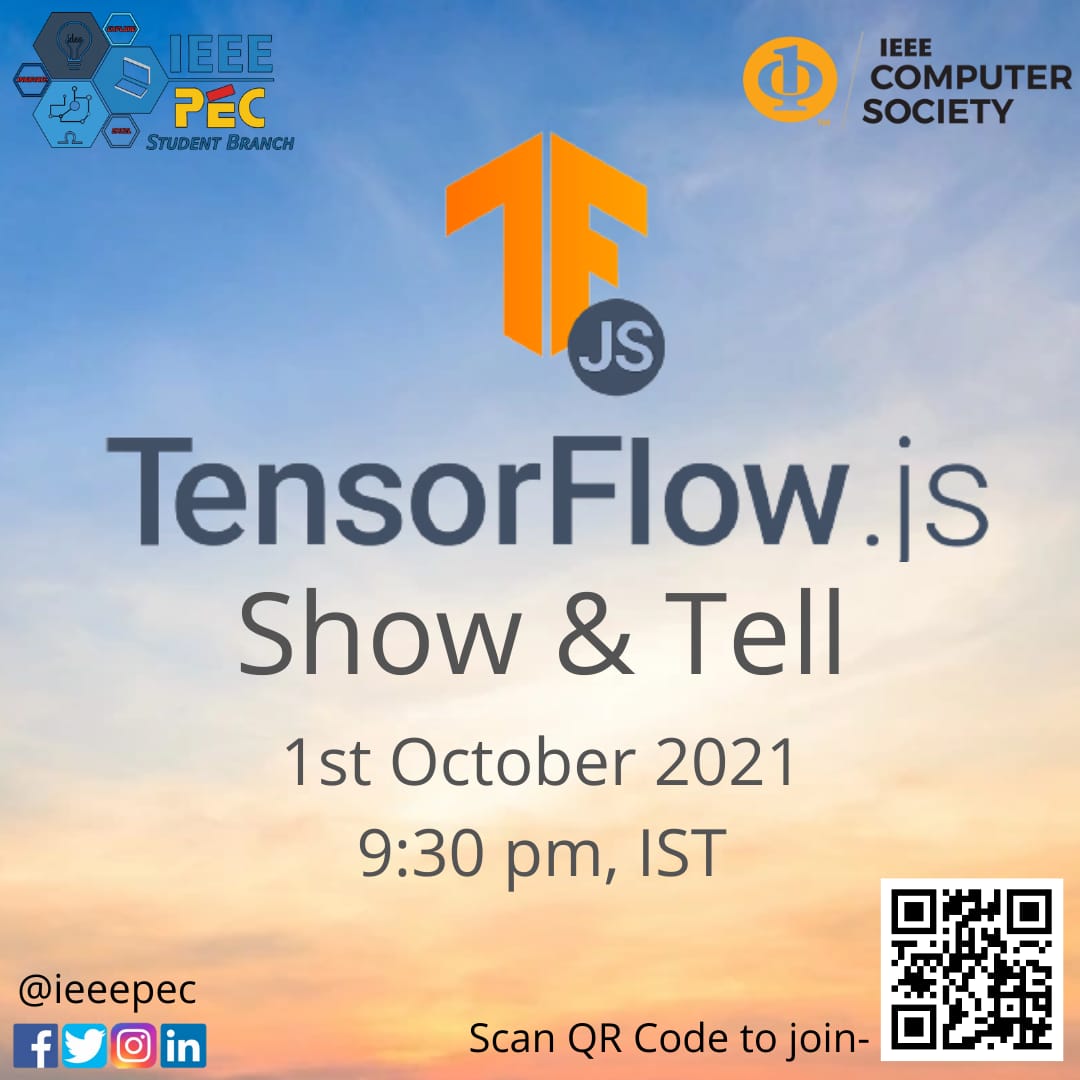 IEEE
PEC
STUDENT BRANCH
IEEE
COMPUTER
SOCIETY
TF
JS
TensorFlow.js
Show & Tell
1st October 2021
9:30 pm, IST
@ieeepec
Scan QR Code to join-